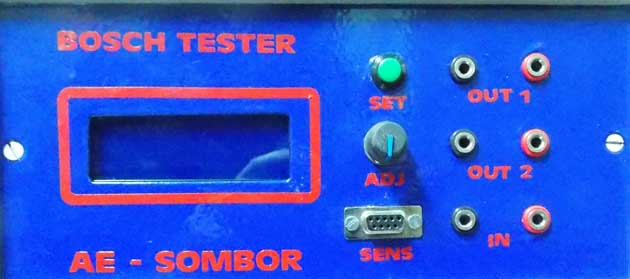 BOSCH TESTER
SET
OUT 1
ADJ
OUT 2
SENS
IN
AE - SOMBOR